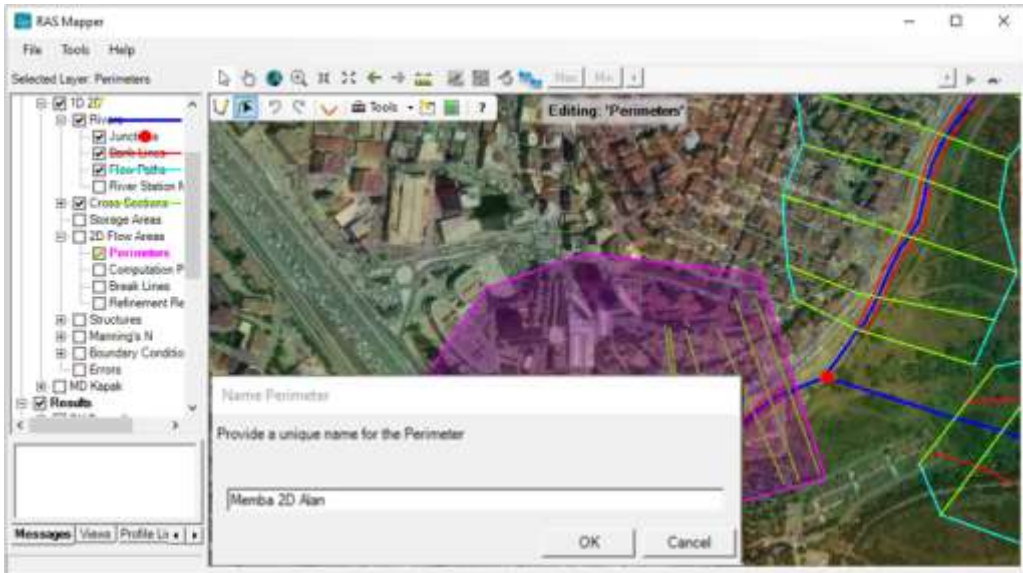 RAS Mapper
File Tools Help
Selected Layer: Perimeters
Max Min
Tools ?
Editing: 'Perimeters'
1D 2D
Rivers
Junctions
Bank Lines
Flow Paths
River Station M
Cross Sections
Storage Areas
2D Flow Areas
Perimeters
Computation P
Break Lines
Refinement Re
Structures
Manning's N
Boundary Conditio
Errors
MD Kapak
Results
Name Perimeter
Provide a unique name for the Perimeter
Memba 2D Alan
OK Cancel
Messages Views Profile Li